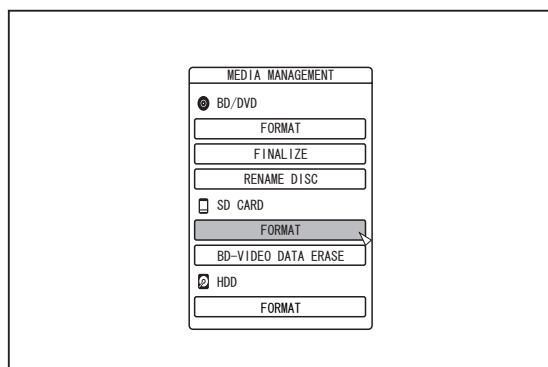 MEDIA MANAGEMENT
BD/DVD
FORMAT
FINALIZE
RENAME DISC
SD CARD
FORMAT
BD-VIDEO DATA ERASE
HDD
FORMAT